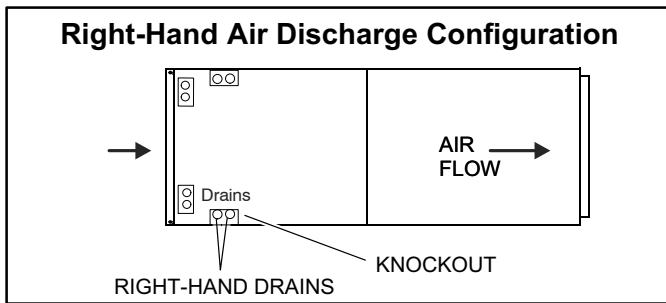 Right-Hand Air Discharge Configuration
AIR
FLOW
Drains
KNOCKOUT
RIGHT-HAND DRAINS